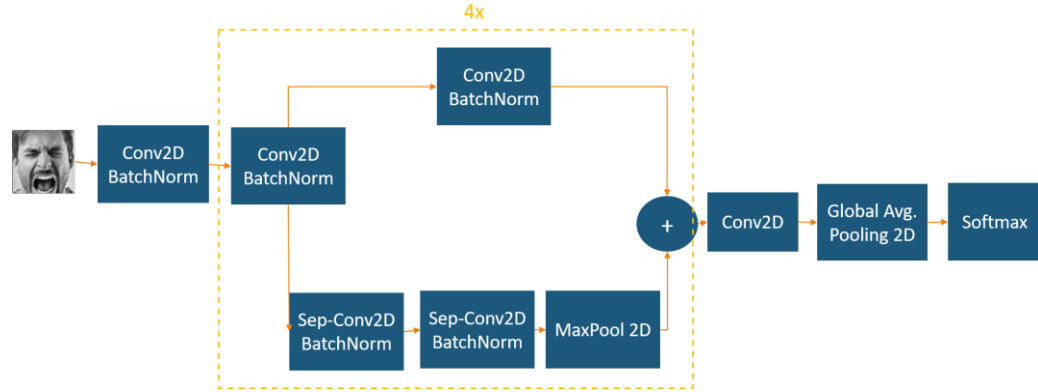 4x
Conv2D
BatchNorm
Conv2D
BatchNorm
Conv2D
BatchNorm
+
Conv2D
Global Avg.
Pooling 2D
Softmax
Sep-Conv2D
BatchNorm
Sep-Conv2D
BatchNorm
MaxPool 2D